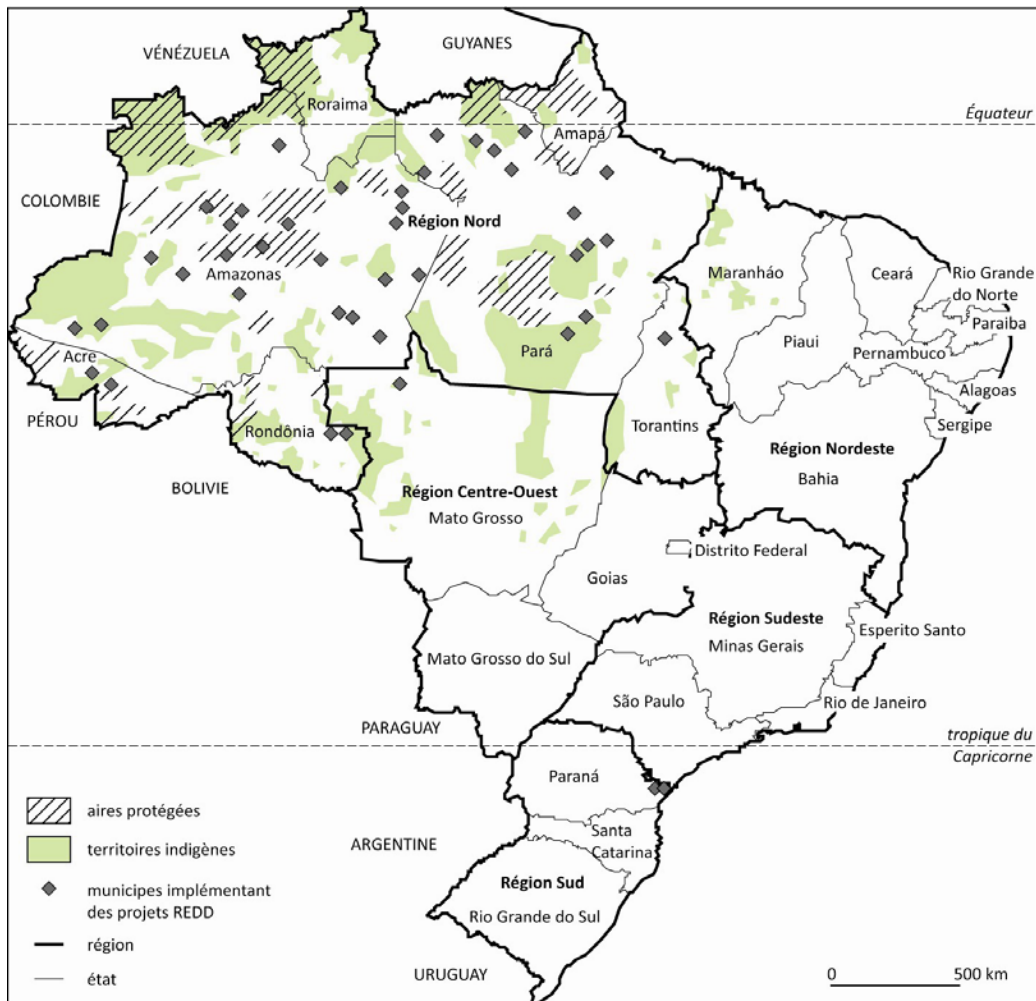 GUYANES
VÉNÉZUELA
Roraima
Équateur
Amapá
COLOMBIE
Région Nord
Amazonas
Maranháo
Ceará
Rio Grande
do Norte
Paraiba
Piaui
Pará
Pernambuco
Acre
Alagoas
PÉROU
Torantins
Sergipe
Rondônia
Région Nordeste
Bahia
BOLIVIE
Région Centre-Ouest
Mato Grosso
Distrito Federal
Goias
Région Sudeste
Minas Gerais
Esperito Santo
Mato Grosso do Sul
São Paulo
Rio de Janeiro
PARAGUAY
tropique du
Capricorne
Paraná
aires protégées
Santa
Catarina
ARGENTINE
territoires indigènes
Région Sud
municipes implémentant
des projets REDD
Rio Grande do Sul
région
état
URUGUAY
0 500 km